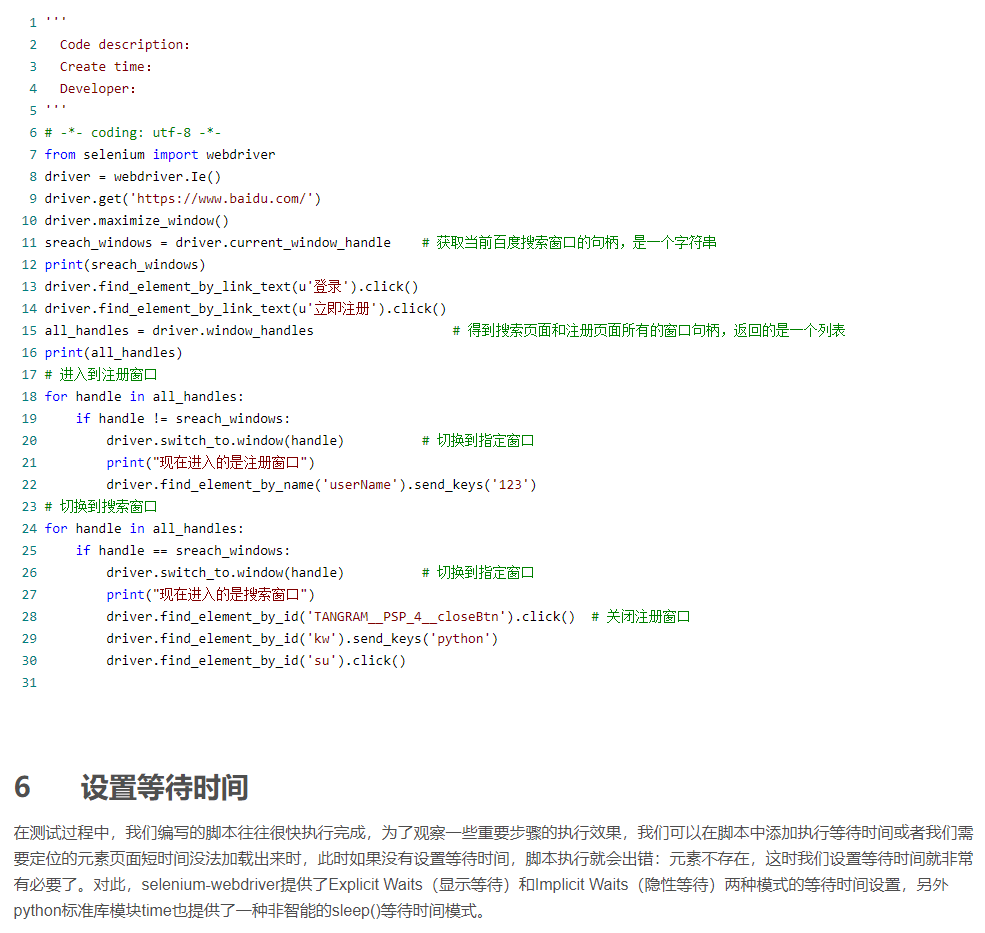 1 '''
2   Code description:
3   Create time:
4   Developer:
5 '''
6 # -*- coding: utf-8 -*-
7 from selenium import webdriver
8 driver = webdriver.Ie()
9 driver.get('https://www.baidu.com/')
10 driver.maximize_window()
11 sreach_windows = driver.current_window_handle    # 获取当前百度搜索窗口的句柄，是一个字符串
12 print(sreach_windows)
13 driver.find_element_by_link_text(u'登录').click()
14 driver.find_element_by_link_text(u'立即注册').click()
15 all_handles = driver.window_handles                  # 得到搜索页面和注册页面所有的窗口句柄，返回的是一个列表
16 print(all_handles)
17 # 进入到注册窗口
18 for handle in all_handles:
19     if handle != sreach_windows:
20         driver.switch_to.window(handle)          # 切换到指定窗口
21         print("现在进入的是注册窗口")
22         driver.find_element_by_name('userName').send_keys('123')
23 # 切换到搜索窗口
24 for handle in all_handles:
25     if handle == sreach_windows:
26         driver.switch_to.window(handle)          # 切换到指定窗口
27         print("现在进入的是搜索窗口")
28         driver.find_element_by_id('TANGRAM__PSP_4__closeBtn').click()  # 关闭注册窗口
29         driver.find_element_by_id('kw').send_keys('python')
30         driver.find_element_by_id('su').click()
31
6 设置等待时间
在测试过程中，我们编写的脚本往往很快执行完成，为了观察一些重要步骤的执行效果，我们可以在脚本中添加执行等待时间或者我们需
要定位的元素页面短时间没法加载出来时，此时如果没有设置等待时间，脚本执行就会出错：元素不存在，这时我们设置等待时间就非常
有必要了。对此，selenium-webdriver提供了Explicit Waits（显示等待）和Implicit Waits（隐性等待）两种模式的等待时间设置，另外
python标准库模块time也提供了一种非智能的sleep()等待时间模式。